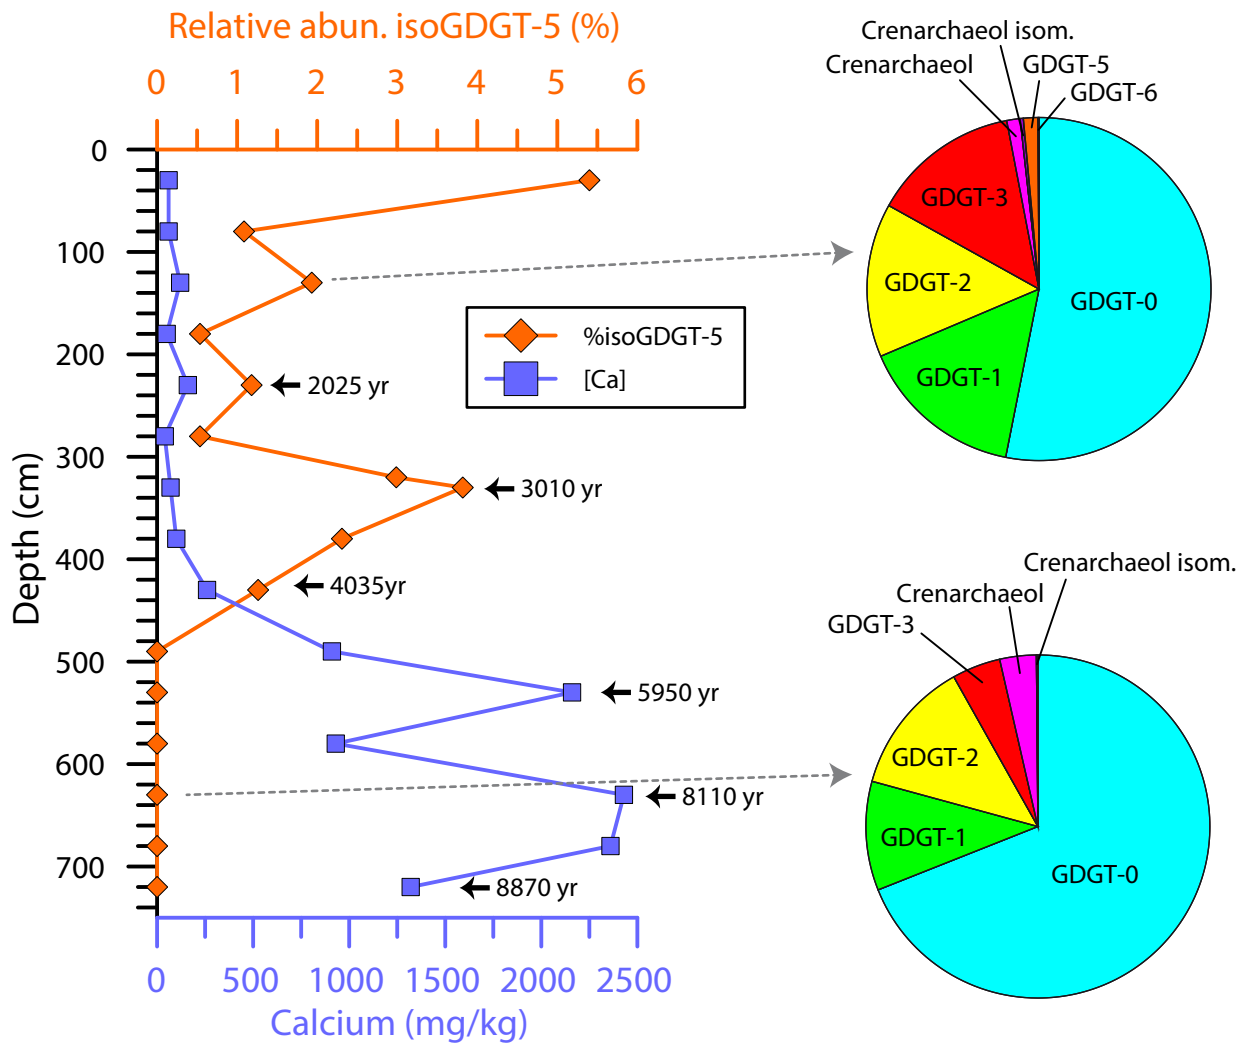 Relative abun. isoGDGT-5 (%)
0 1 2 3 4 5 6
0
100
200
300
400
500
600
700
Depth (cm)
%isoGDGT-5
[Ca]
2025 yr
3010 yr
4035yr
5950 yr
8110 yr
8870 yr
0 500 1000 1500 2000 2500
Calcium (mg/kg)
Crenarchaeol isom.
Crenarchaeol
GDGT-5
GDGT-6
GDGT-3
GDGT-2
GDGT-0
GDGT-1
Crenarchaeol isom.
Crenarchaeol
GDGT-3
GDGT-2
GDGT-1
GDGT-0